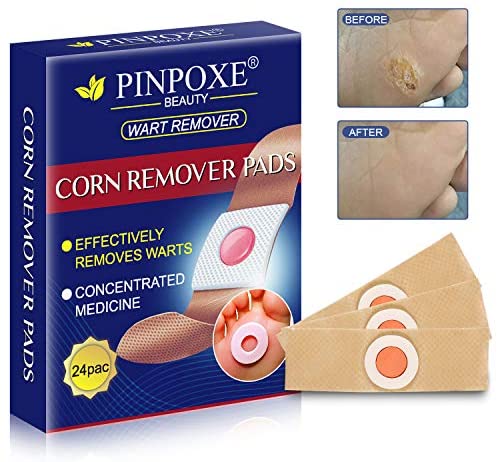 PINPOXE®
BEAUTY
WART REMOVER
CORN REMOVER PADS
EFFECTIVELY
REMOVES WARTS
CONCENTRATED
MEDICINE
24pac
CORN REMOVER PADS
BEFORE
AFTER